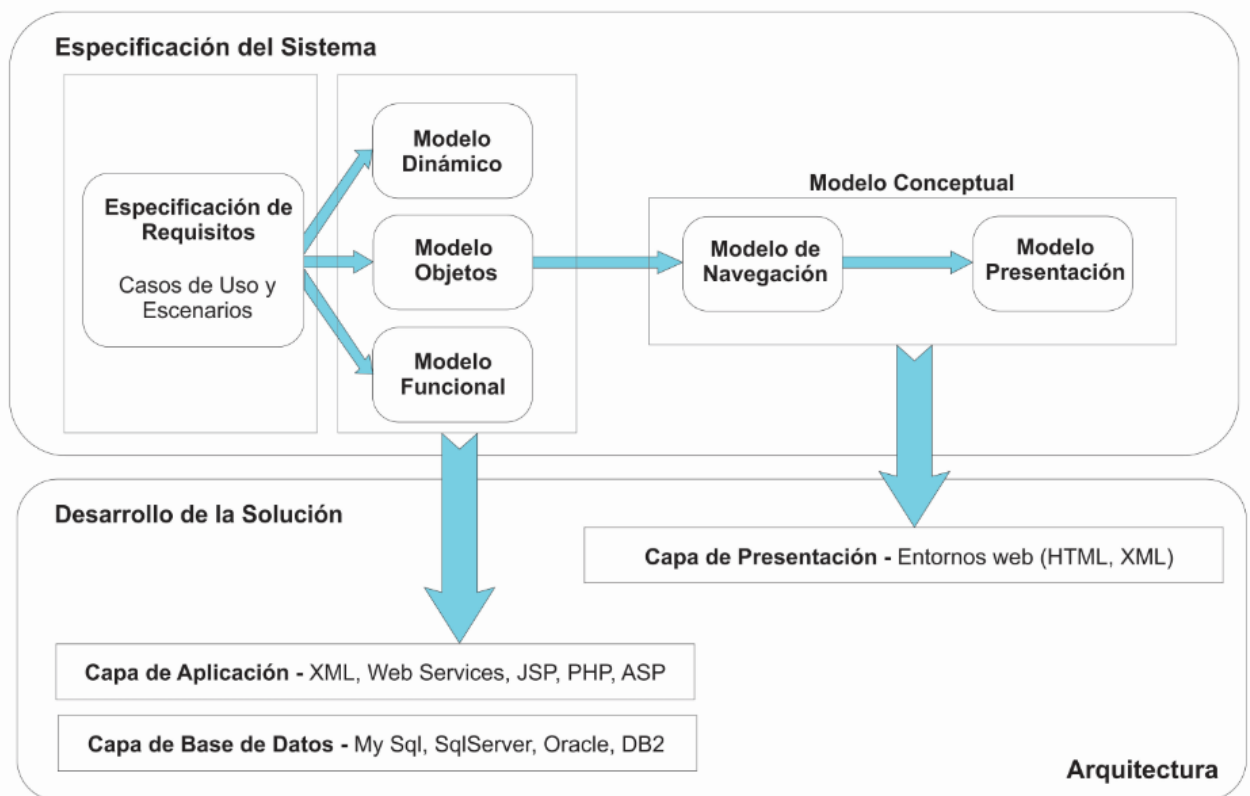 Especificación del Sistema
Especificación de
Requisitos
Casos de Uso y
Escenarios
Modelo
Dinámico
Modelo
Objetos
Modelo
Funcional
Modelo Conceptual
Modelo de
Navegación
Modelo
Presentación
Desarrollo de la Solución
Capa de Presentación - Entornos web (HTML, XML)
Capa de Aplicación - XML, Web Services, JSP, PHP, ASP
Capa de Base de Datos - My Sql, SqlServer, Oracle, DB2
Arquitectura